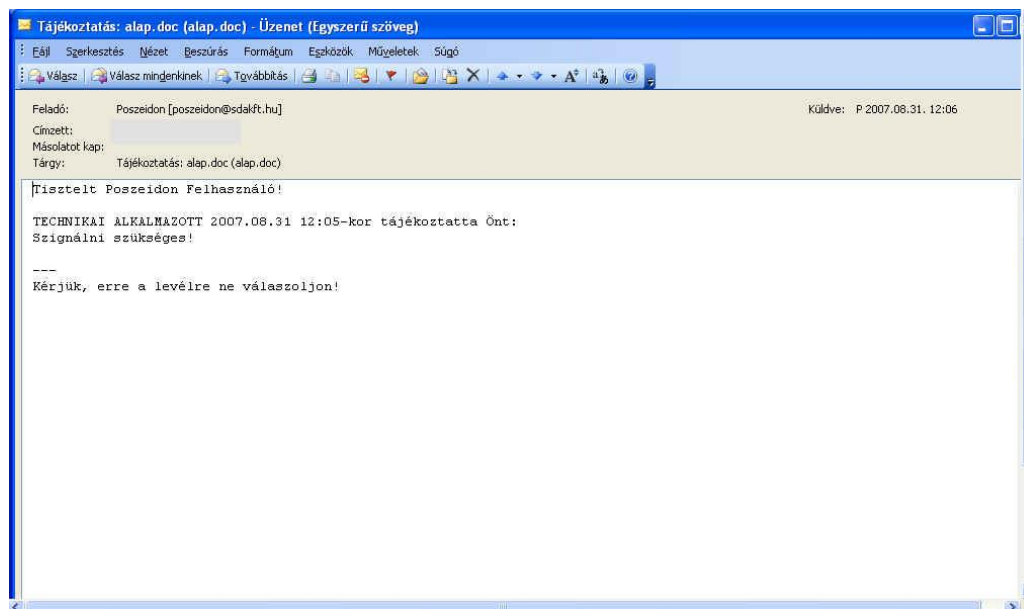 Tájékoztatás: alap.doc (alap.doc) - Üzenet (Egyszerű szöveg)
Fájl Szerkesztés Nézet Beszúrás Formátum Eszközök Műveletek Súgó
Válasz Válasz mindenkinek Továbbítás
Feladó: Poszeidon [poszeidon@sdakft.hu] Küldve: P 2007.08.31. 12:06
Címzett:
Másolatot kap:
Tárgy: Tájékoztatás: alap.doc (alap.doc)
Tisztelt Poszeidon Felhasználó!
TECHNIKAI ALKALMAZOTT 2007.08.31 12:05-kor tájékoztatta Önt:
Szignálni szükséges!
---
Kérjük, erre a levélre ne válaszoljon!